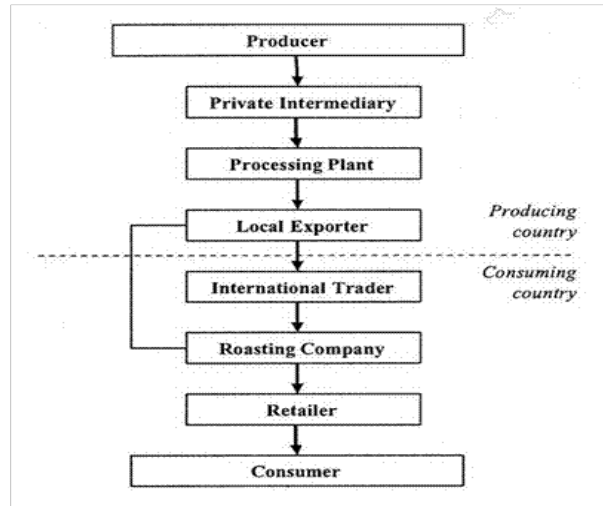 Producer
Private Intermediary
Processing Plant
Local Exporter
Producing
country
International Trader
Consuming
country
Roasting Company
Retailer
Consumer